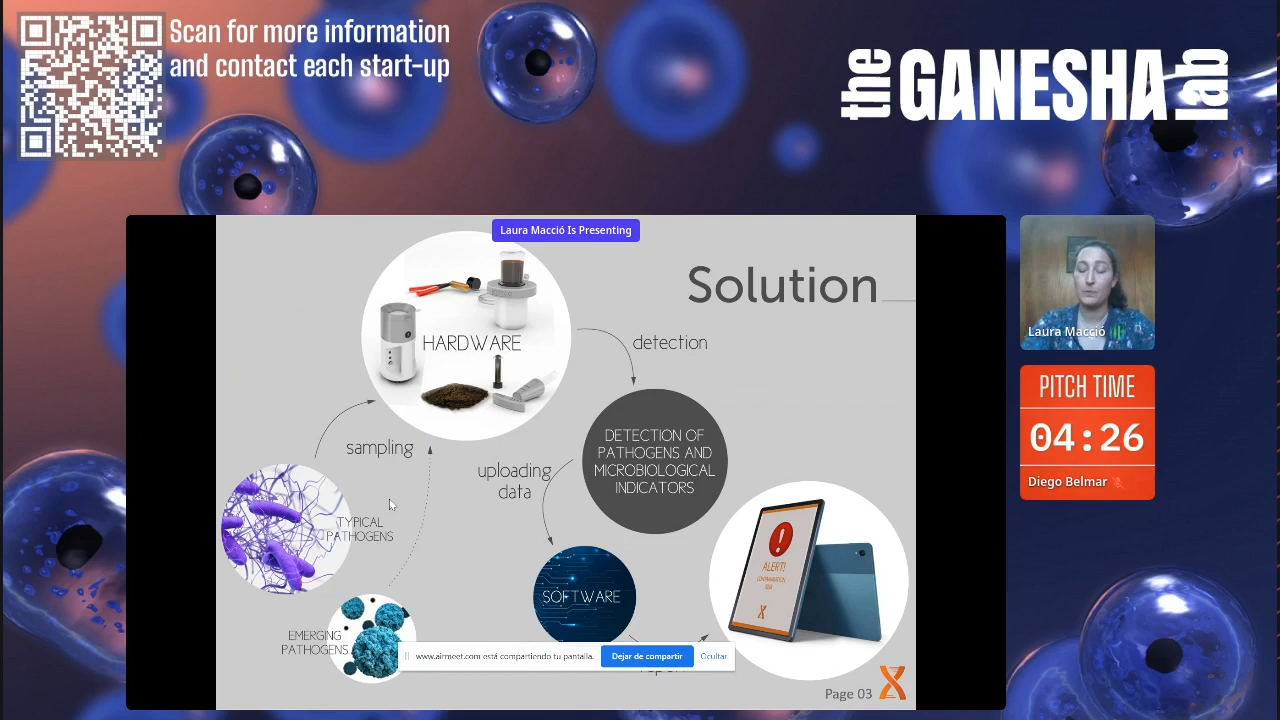 Scan for more information
and contact each start-up
the GANESHA lab
Laura Macció Is Presenting
Solution
HARDWARE
detection
sampling
DETECTION OF
PATHOGENS AND
MICROBIOLOGICAL
INDICATORS
uploading
data
TYPICAL
PATHOGENS
SOFTWARE
EMERGING
PATHOGENS
ALERT!
www.airmeet.com está compartiendo tu pantalla.
Dejar de compartir
Ocultar
Page 03
Laura Macció
PITCH TIME
04:26
Diego Belmar